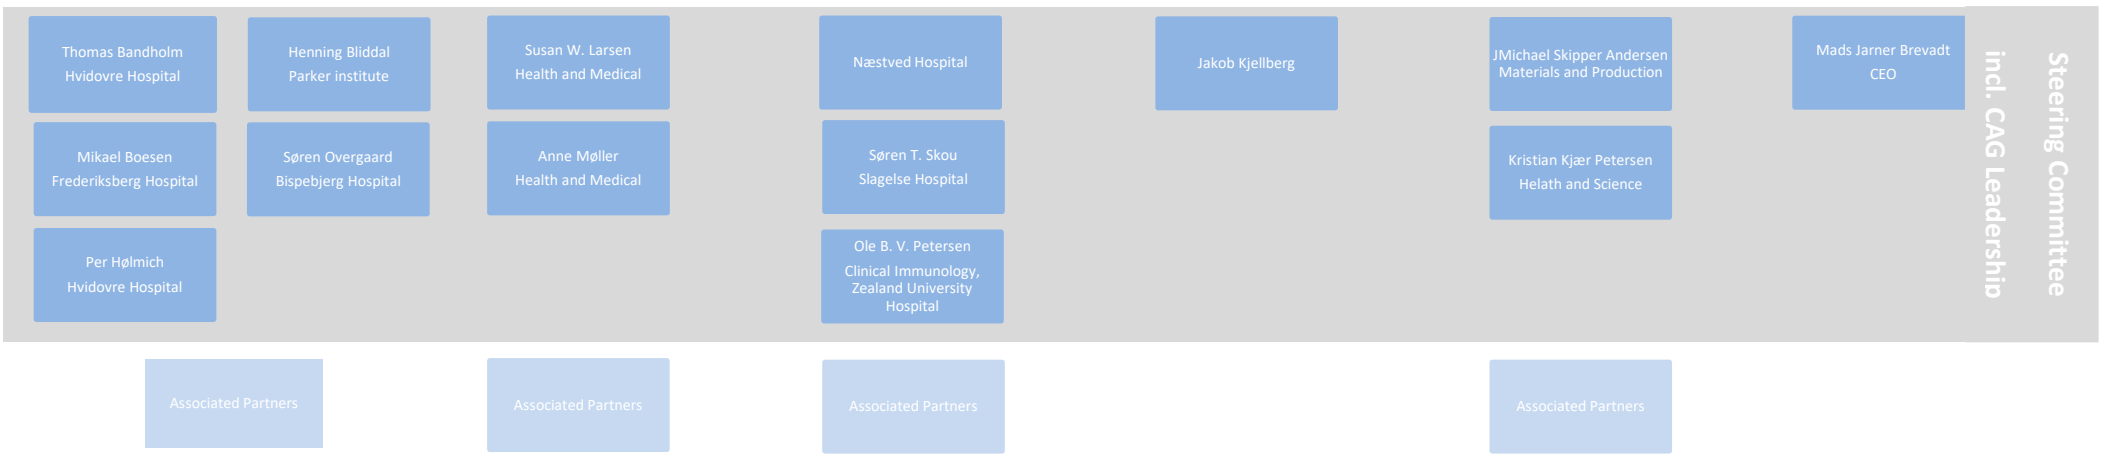 Thomas Bandholm
Hvidovre Hospital
Henning Bliddal
Parker institute
Susan W. Larsen
Health and Medical
Næstved Hospital
Jakob Kjellberg
JMichael Skipper Andersen
Materials and Production
Mads Jarner Brevadt
CEO
Mikael Boesen
Frederiksberg Hospital
Søren Overgaard
Bispebjerg Hospital
Anne Møller
Health and Medical
Søren T. Skou
Slagelse Hospital
Kristian Kjær Petersen
Helath and Science
Per Hølmich
Hvidovre Hospital
Ole B. V. Petersen
Clinical Immunology,
Zealand University
Hospital
Steering Committee
incl. CAG Leadership
Associated Partners
Associated Partners
Associated Partners
Associated Partners